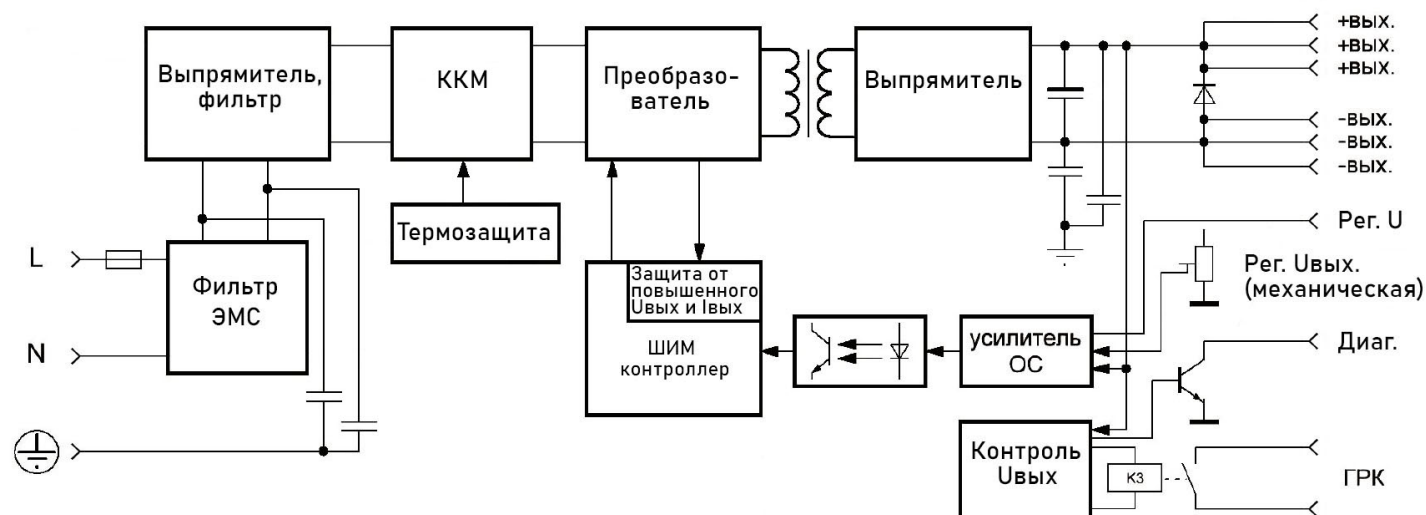 Выпрямитель,
фильтр
ККМ
Преобразо-
ватель
Выпрямитель
+вых.
+вых.
+вых.
-вых.
-вых.
-вых.
Термозащита
Рег. U
L
Фильтр
ЭМС
Защита от
повышенного
Uвых и Iвых
Рег. Uвых.
(механическая)
N
ШИМ
контроллер
усилитель
ОС
Диаг.
Контроль
Uвых
К3
ГРК